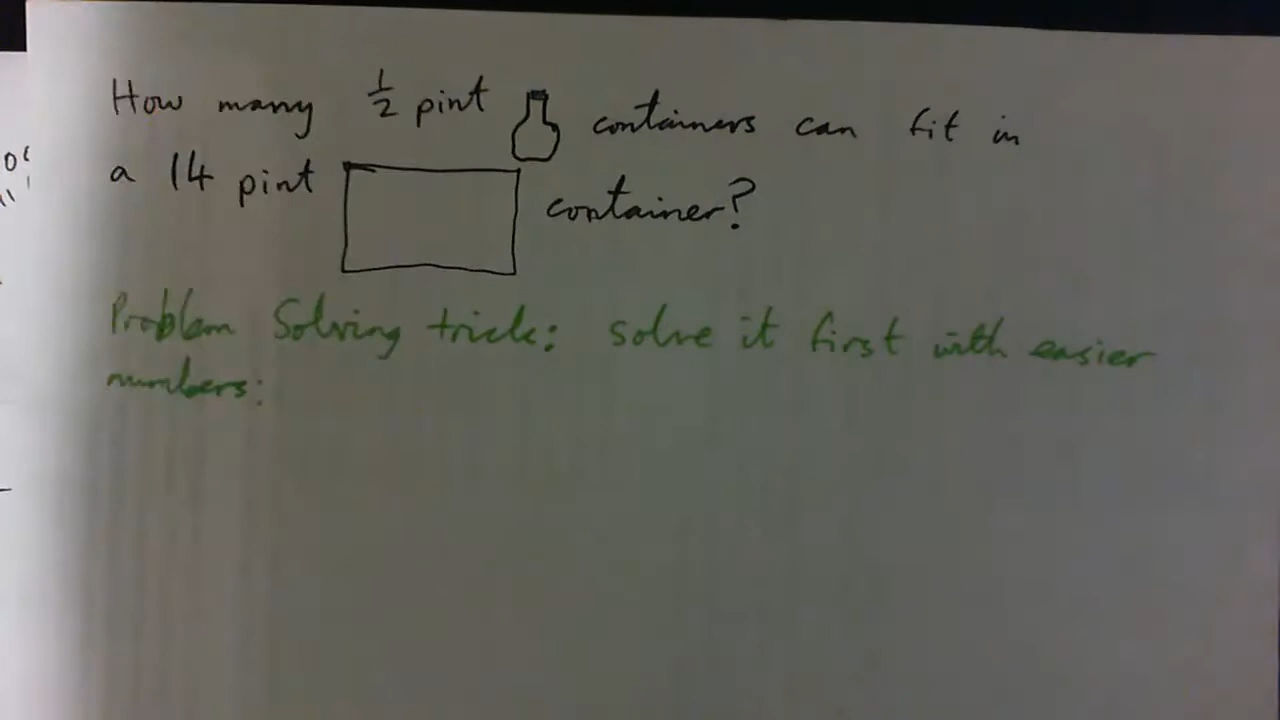 How many 1/2 pint containers can fit in
a 14 pint container?
Problem Solving trick: solve it first with easier
numbers: